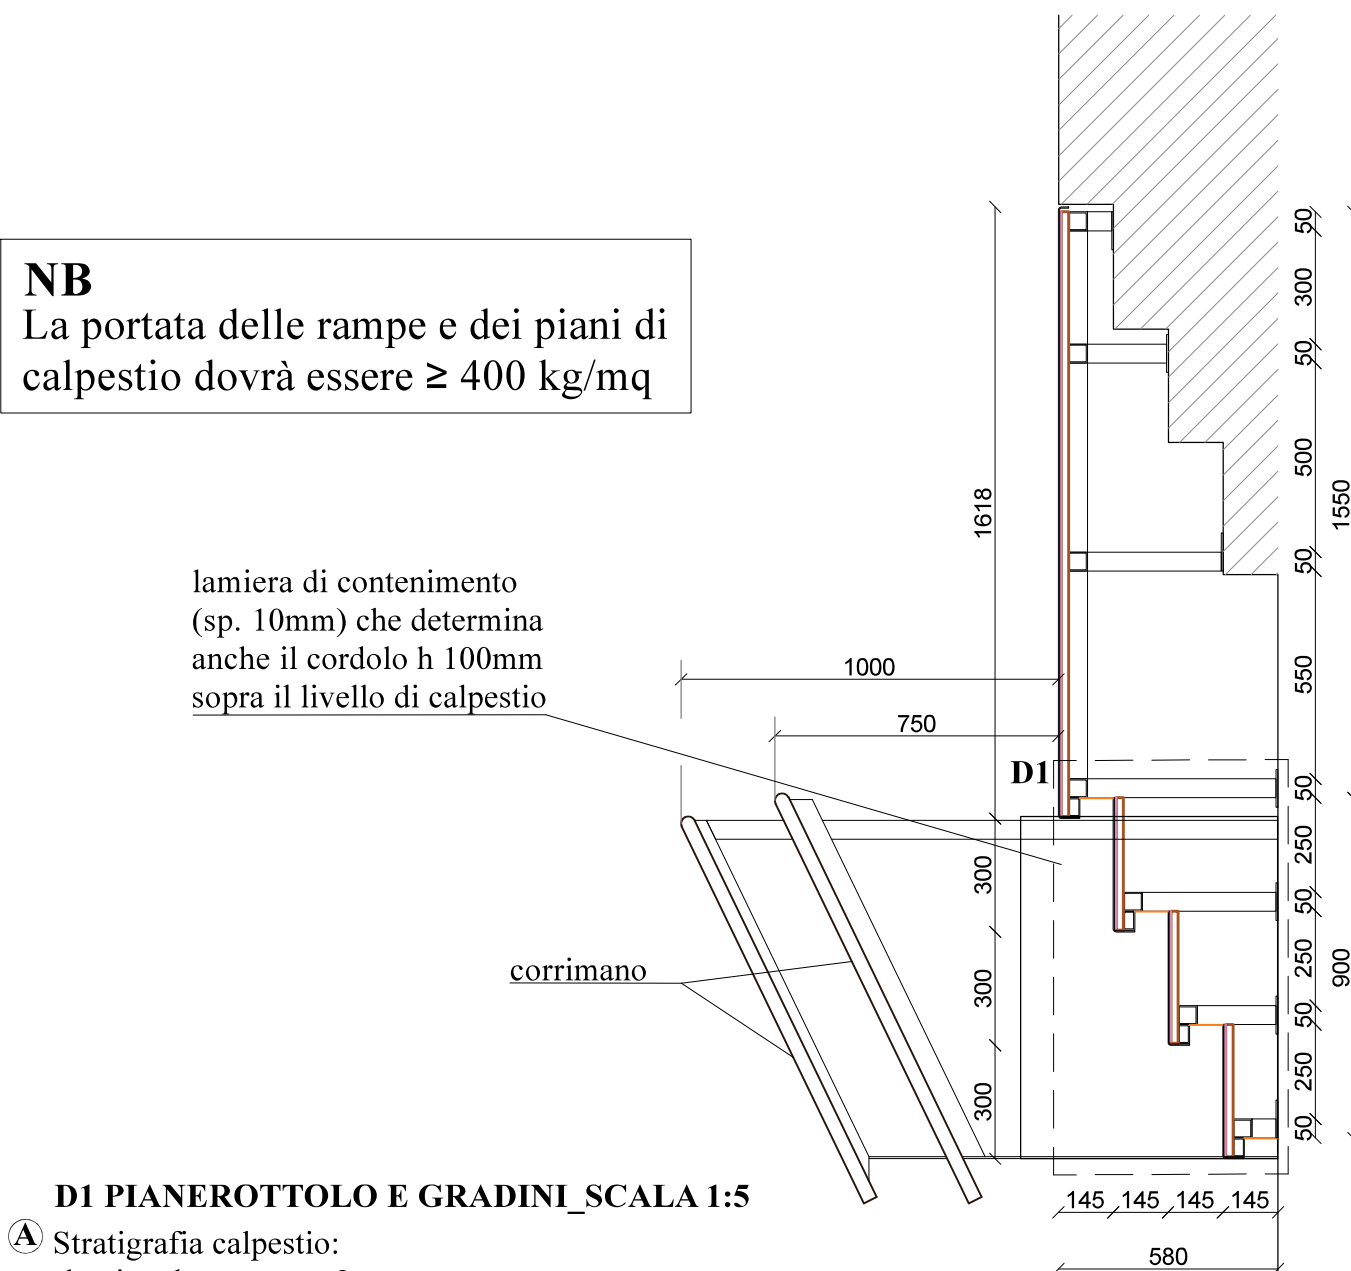 NB
La portata delle rampe e dei piani di
calpestio dovrà essere ≥ 400 kg/mq
lamiera di contenimento
(sp. 10mm) che determina
anche il cordolo h 100mm
sopra il livello di calpestio
1618
1000
750
D1
300
300
300
corrimano
50
300
50
500
50
550
50
250
50
250
50
250
50
1550
900
145 145 145 145
580
D1 PIANEROTTOLO E GRADINI_SCALA 1:5
A Stratigrafia calpestio: